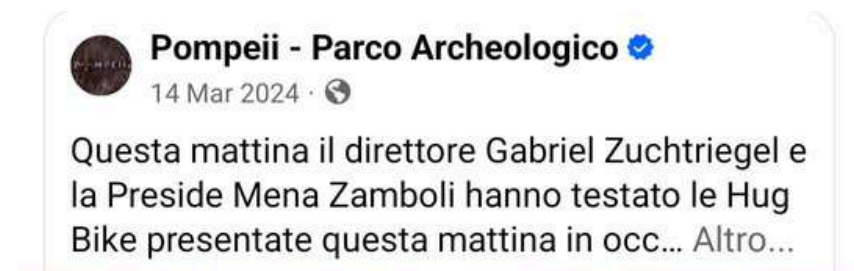 Pompeii - Parco Archeologico
14 Mar 2024 ·
Questa mattina il direttore Gabriel Zuchtriegel e
la Preside Mena Zamboli hanno testato le Hug
Bike presentate questa mattina in occ... Altro...